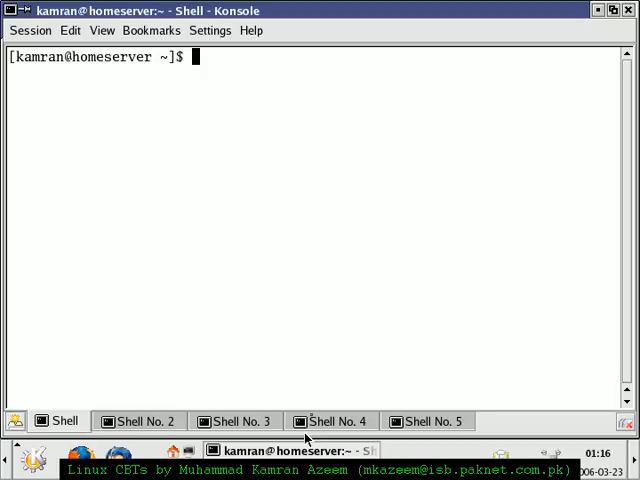 kamran@homeserver:~ - Shell - Konsole
Session Edit View Bookmarks Settings Help
[kamran@homeserver ~]$
Shell Shell No. 2 Shell No. 3 Shell No. 4 Shell No. 5
kamran@homeserver:~ - Sh 01:16
Linux CBTs by Muhammad Kamran Azeem (mkazeem@isb.paknet.com.pk) 006-03-23